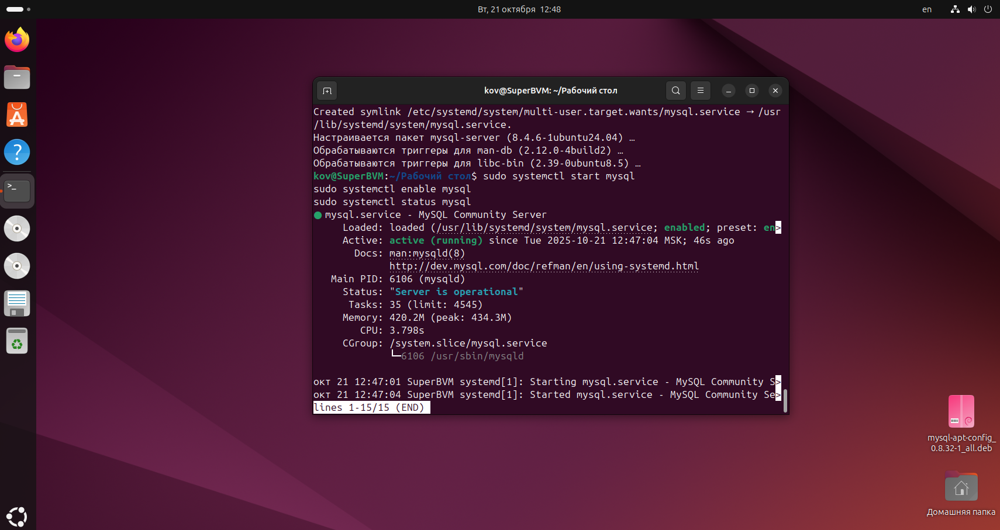 Вт, 21 октября 12:48
en
kov@SuperBVM: ~/Рабочий стол
Created symlink /etc/systemd/system/multi-user.target.wants/mysql.service → /usr
/lib/systemd/system/mysql.service.
Настраивается пакет mysql-server (8.4.6-1ubuntu24.04) …
Обрабатываются триггеры для man-db (2.12.0-4build2) …
Обрабатываются триггеры для libc-bin (2.39-0ubuntu8.5) …
kov@SuperBVM:~/Рабочий стол$ sudo systemctl start mysql
sudo systemctl enable mysql
sudo systemctl status mysql
● mysql.service - MySQL Community Server
Loaded: loaded (/usr/lib/systemd/system/mysql.service; enabled; preset: en>
Active: active (running) since Tue 2025-10-21 12:47:04 MSK; 46s ago
Docs: man:mysqld(8)
http://dev.mysql.com/doc/refman/en/using-systemd.html
Main PID: 6106 (mysqld)
Status: "Server is operational"
Tasks: 35 (limit: 4545)
Memory: 420.2M (peak: 434.3M)
CPU: 3.798s
CGroup: /system.slice/mysql.service
└─6106 /usr/sbin/mysqld
окт 21 12:47:01 SuperBVM systemd[1]: Starting mysql.service - MySQL Community S>
окт 21 12:47:04 SuperBVM systemd[1]: Started mysql.service - MySQL Community Se>
lines 1-15/15 (END)
mysql-apt-config_
0.8.32-1_all.deb
Домашняя папка